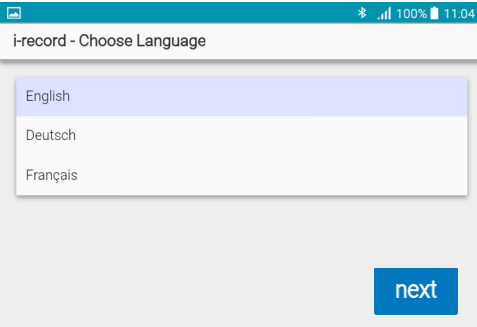 100% 11:04
i-record - Choose Language
English
Deutsch
Français
next